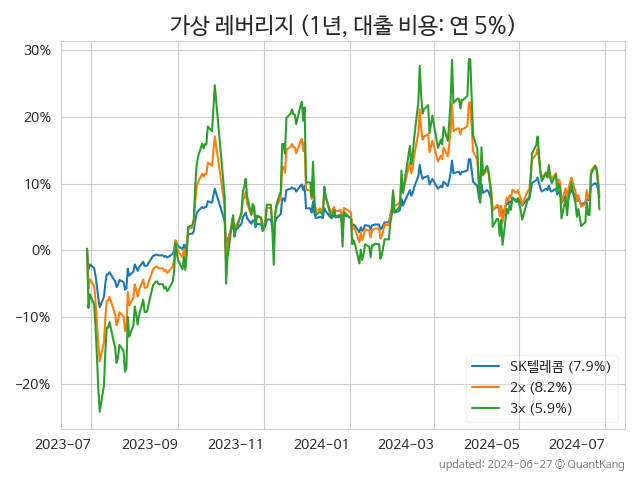 가상 레버리지 (1년, 대출 비용: 연 5%)
30%
20%
10%
0%
−10%
−20%
SK텔레콤 (7.9%)
2x (8.2%)
3x (5.9%)
2023-07
2023-09
2023-11
2024-01
2024-03
2024-05
2024-07
updated: 2024-06-27 © QuantKang